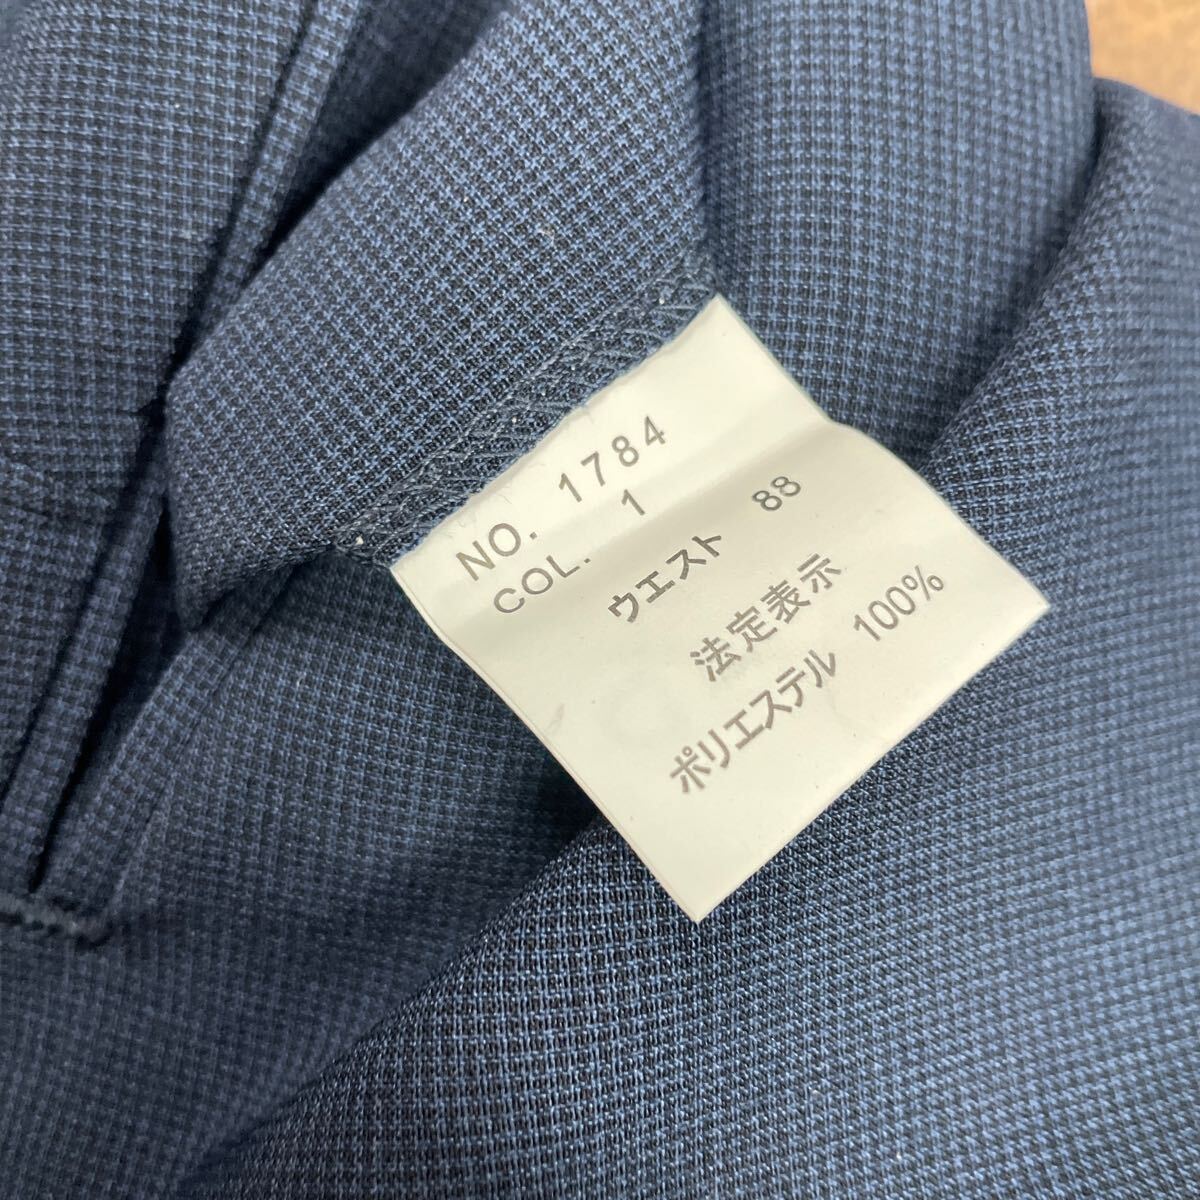 NO. 1784
COL. 1
ウエスト 88
法定表示
ポリエステル 100%